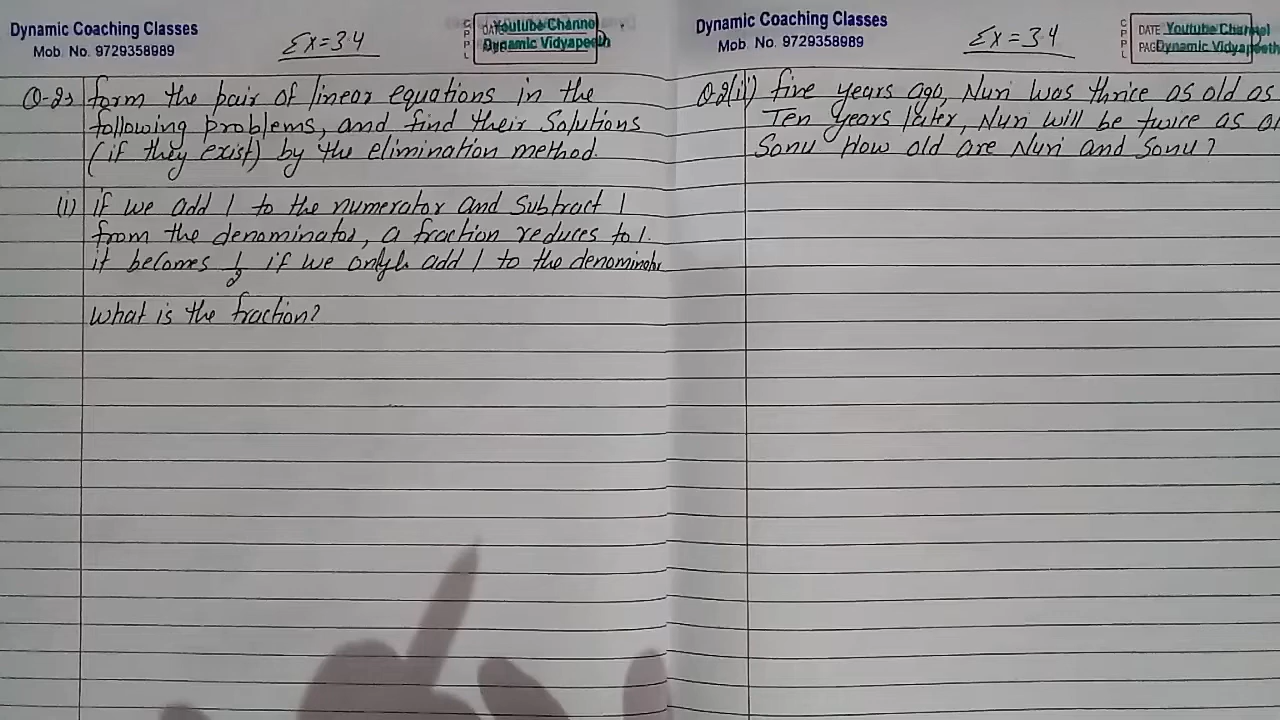 Dynamic Coaching Classes
Mob. No. 9729358989
Ex = 3.4
Youtube Channel
Dynamic Vidyapeeth
Q-2 Form the pair of linear equations in the
following problems, and find their Solutions
(if they exist) by the elimination method.
(i) if we add 1 to the numerator and Subtract 1
from the denominator, a fraction reduces to 1.
it becomes 1/2 if we only add 1 to the denominator
What is the fraction?
Dynamic Coaching Classes
Mob. No. 9729358989
Ex = 3.4
DATE Youtube Channel
PAGE Dynamic Vidyapeeth
Q.2(ii) five years ago, Nuri was thrice as old as
Ten years later, Nuri will be twice as
Sonu How old are Nuri and Sonu?